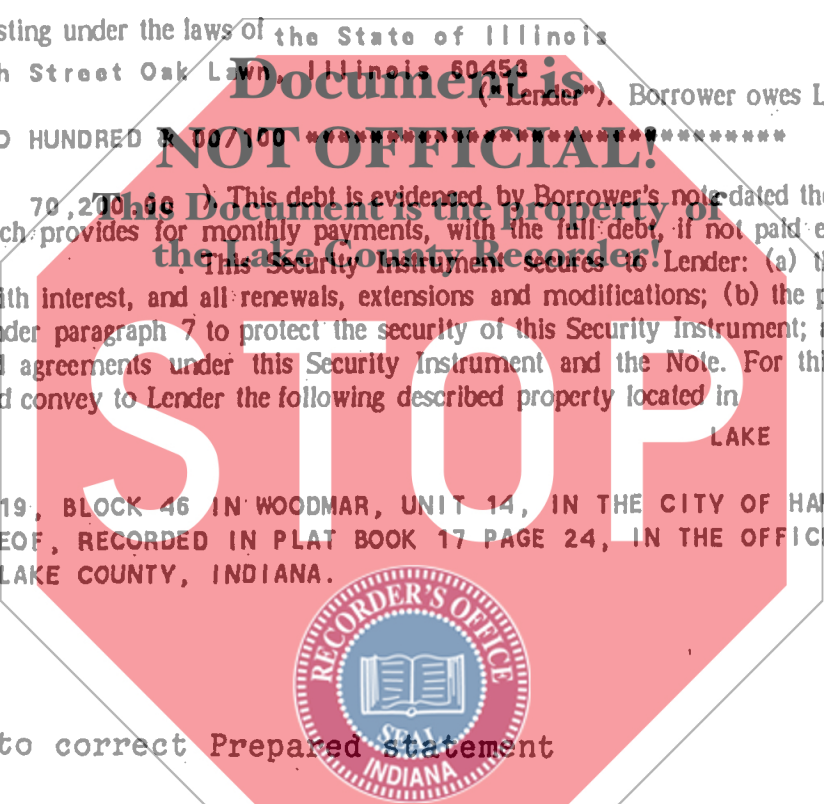 sting under the laws of the State of Illinois
h Street Oak Lawn, Illinois 60453
Document is
("Lender"). Borrower owes L
O HUNDRED & 00/100 ************************************
NOT OFFICIAL!
70,200.00 ). This debt is evidenced by Borrower's note dated the
This Document is the property of
ch provides for monthly payments, with the full debt, if not paid e
the Lake County Recorder!
. This Security Instrument secures to Lender: (a) th
ith interest, and all renewals, extensions and modifications; (b) the p
der paragraph 7 to protect the security of this Security Instrument; a
d agreements under this Security Instrument and the Note. For thi
d convey to Lender the following described property located in
STOP
LAKE
19, BLOCK 46 IN WOODMAR, UNIT 14, IN THE CITY OF HAM
EOF, RECORDED IN PLAT BOOK 17 PAGE 24, IN THE OFFIC
LAKE COUNTY, INDIANA.
RECORDER'S OFFICE
SEAL
INDIANA
to correct Prepared statement